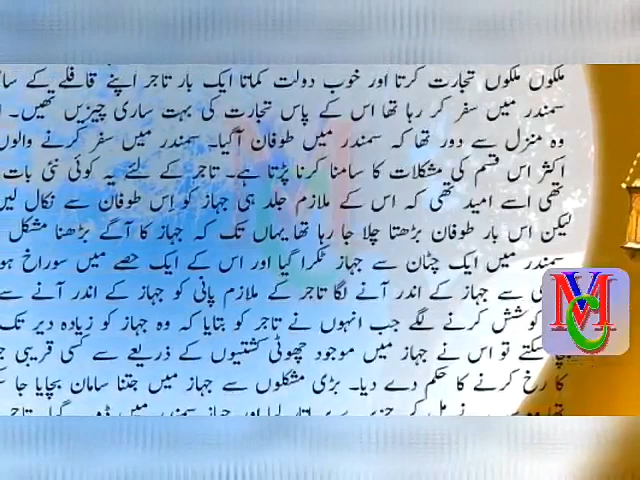 ملکوں ملکوں تجارت کرتا اور خوب دولت کماتا ایک بار تاجر اپنے قافلے کے سا
سمندر میں سفر کر رہا تھا اس کے پاس تجارت کی بہت ساری چیزیں تھیں۔
وہ منزل سے دور تھا کہ سمندر میں طوفان آگیا۔ سمندر میں سفر کرنے والوں
اکثر اس قسم کی مشکلات کا سامنا کرنا پڑتا ہے۔ تاجر کے لئے یہ کوئی نئی بات
تھی اسے امید تھی کہ اس کے ملازم جلد ہی جہاز کو اس طوفان سے نکال لیں
لیکن اس بار طوفان بڑھتا چلا جا رہا تھا یہاں تک کہ جہاز کا آگے بڑھنا مشکل
سمندر میں ایک چٹان سے جہاز ٹکرا گیا اور اس کے ایک حصے میں سوراخ ہو
سے جہاز کے اندر آنے لگا تاجر کے ملازم پانی کو جہاز کے اندر آنے سے
کوشش کرنے لگے جب انہوں نے تاجر کو بتایا کہ وہ جہاز کو زیادہ دیر تک
سکتے تو اس نے جہاز میں موجود چھوٹی کشتیوں کے ذریعے سے کسی قریبی
کا رخ کرنے کا حکم دے دیا۔ بڑی مشکلوں سے جہاز میں جتنا سامان بچایا جا
MVC